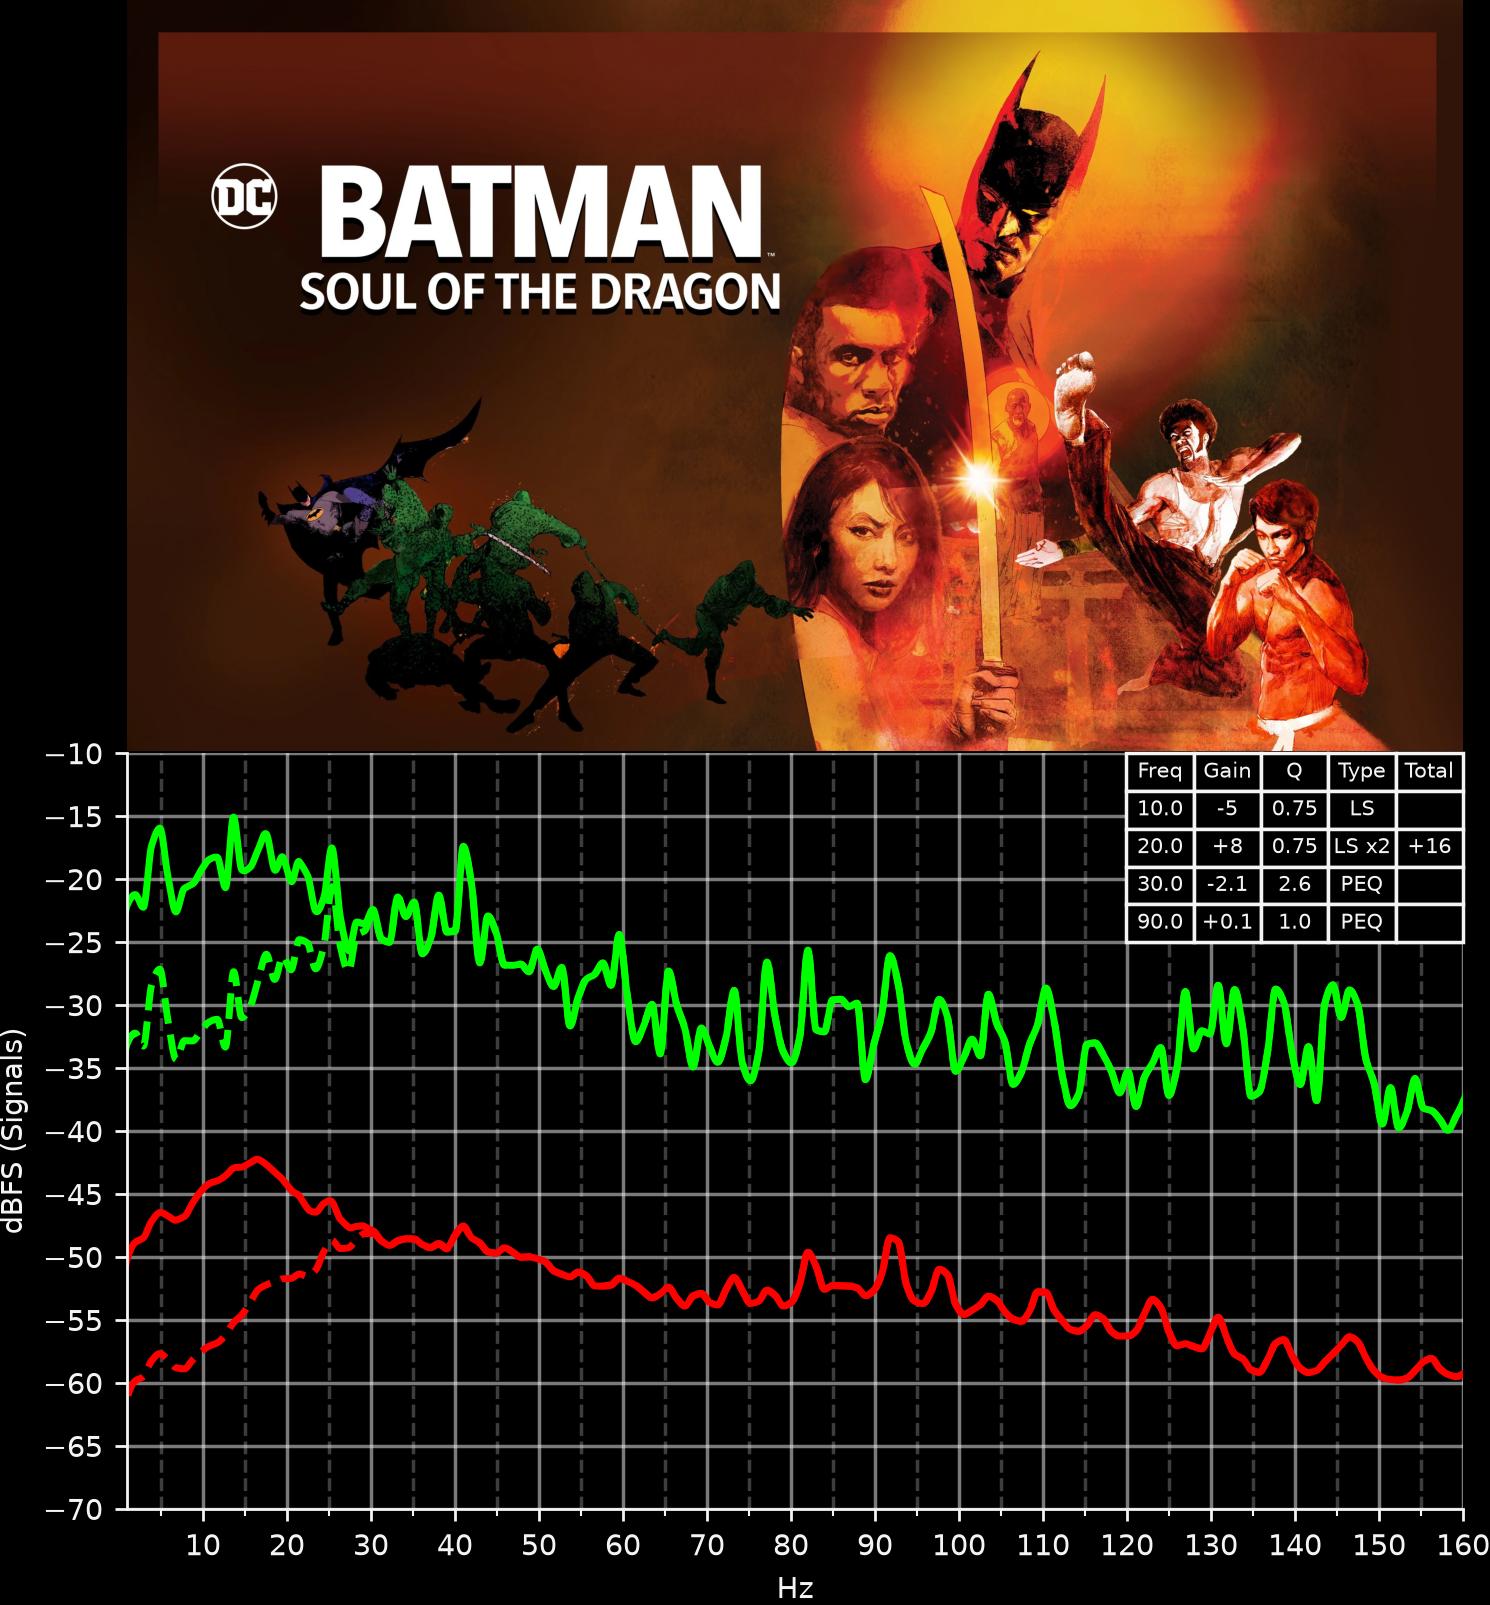 DC
BATMAN™
SOUL OF THE DRAGON
Freq Gain Q Type Total
10.0 -5 0.75 LS
20.0 +8 0.75 LS x2 +16
30.0 -2.1 2.6 PEQ
90.0 +0.1 1.0 PEQ
−10
−15
−20
−25
−30
−35
−40
−45
−50
−55
−60
−65
−70
dBFS (Signals)
10 20 30 40 50 60 70 80 90 100 110 120 130 140 150 160
Hz